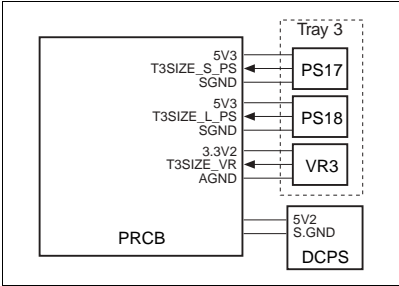 Tray 3
5V3
T3SIZE_S_PS
SGND
PS17
5V3
T3SIZE_L_PS
SGND
PS18
3.3V2
T3SIZE_VR
AGND
VR3
PRCB
5V2
S.GND
DCPS